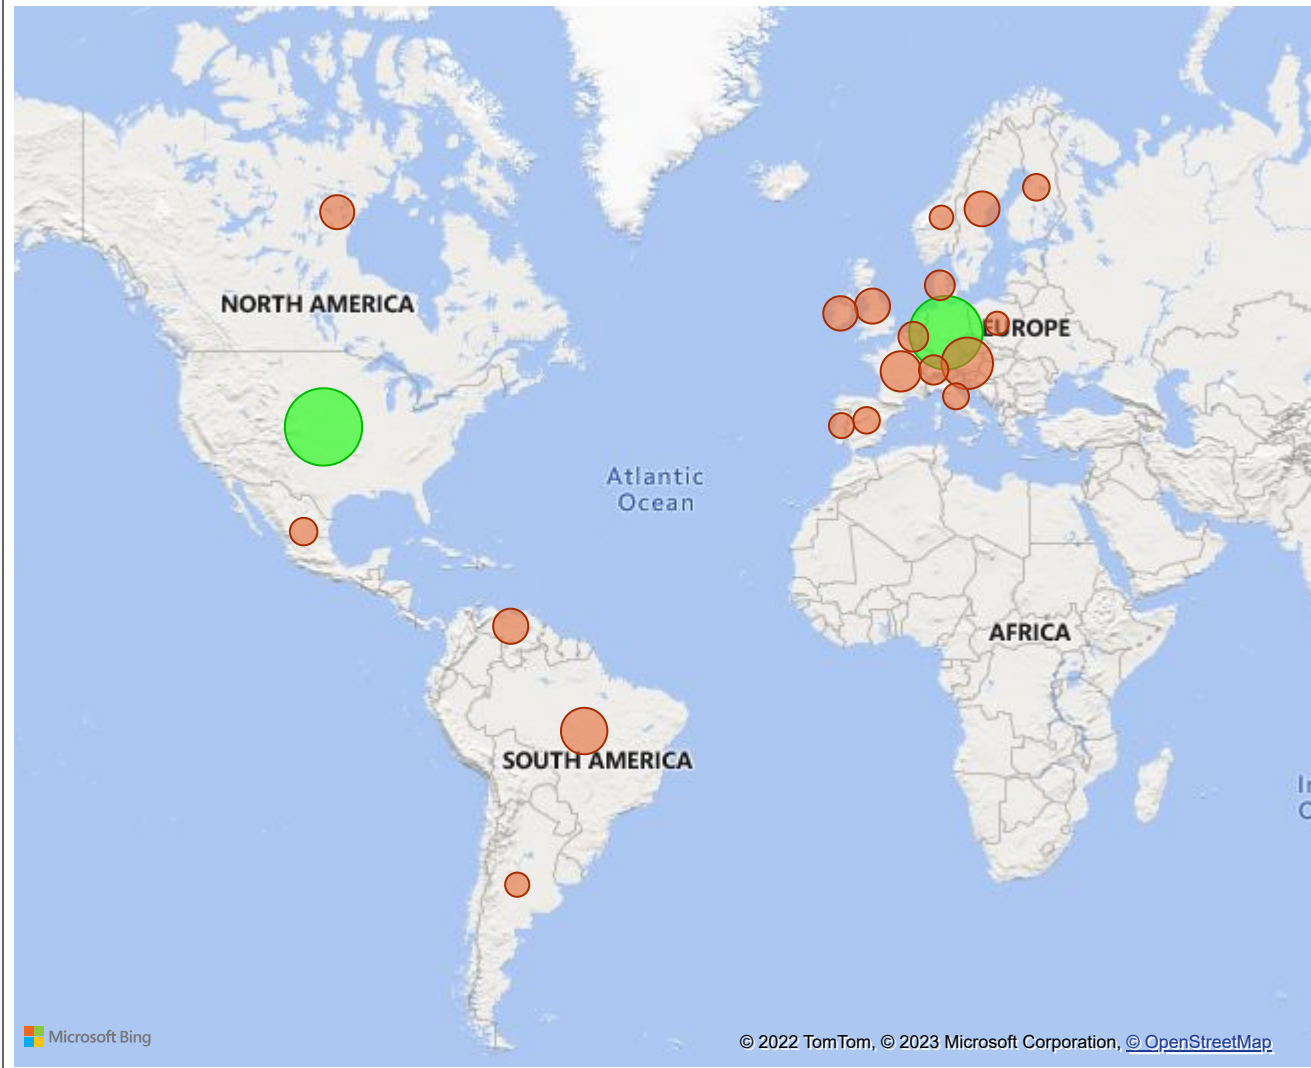 NORTH AMERICA
EUROPE
Atlantic
Ocean
AFRICA
SOUTH AMERICA
Microsoft Bing
© 2022 TomTom, © 2023 Microsoft Corporation, © OpenStreetMap